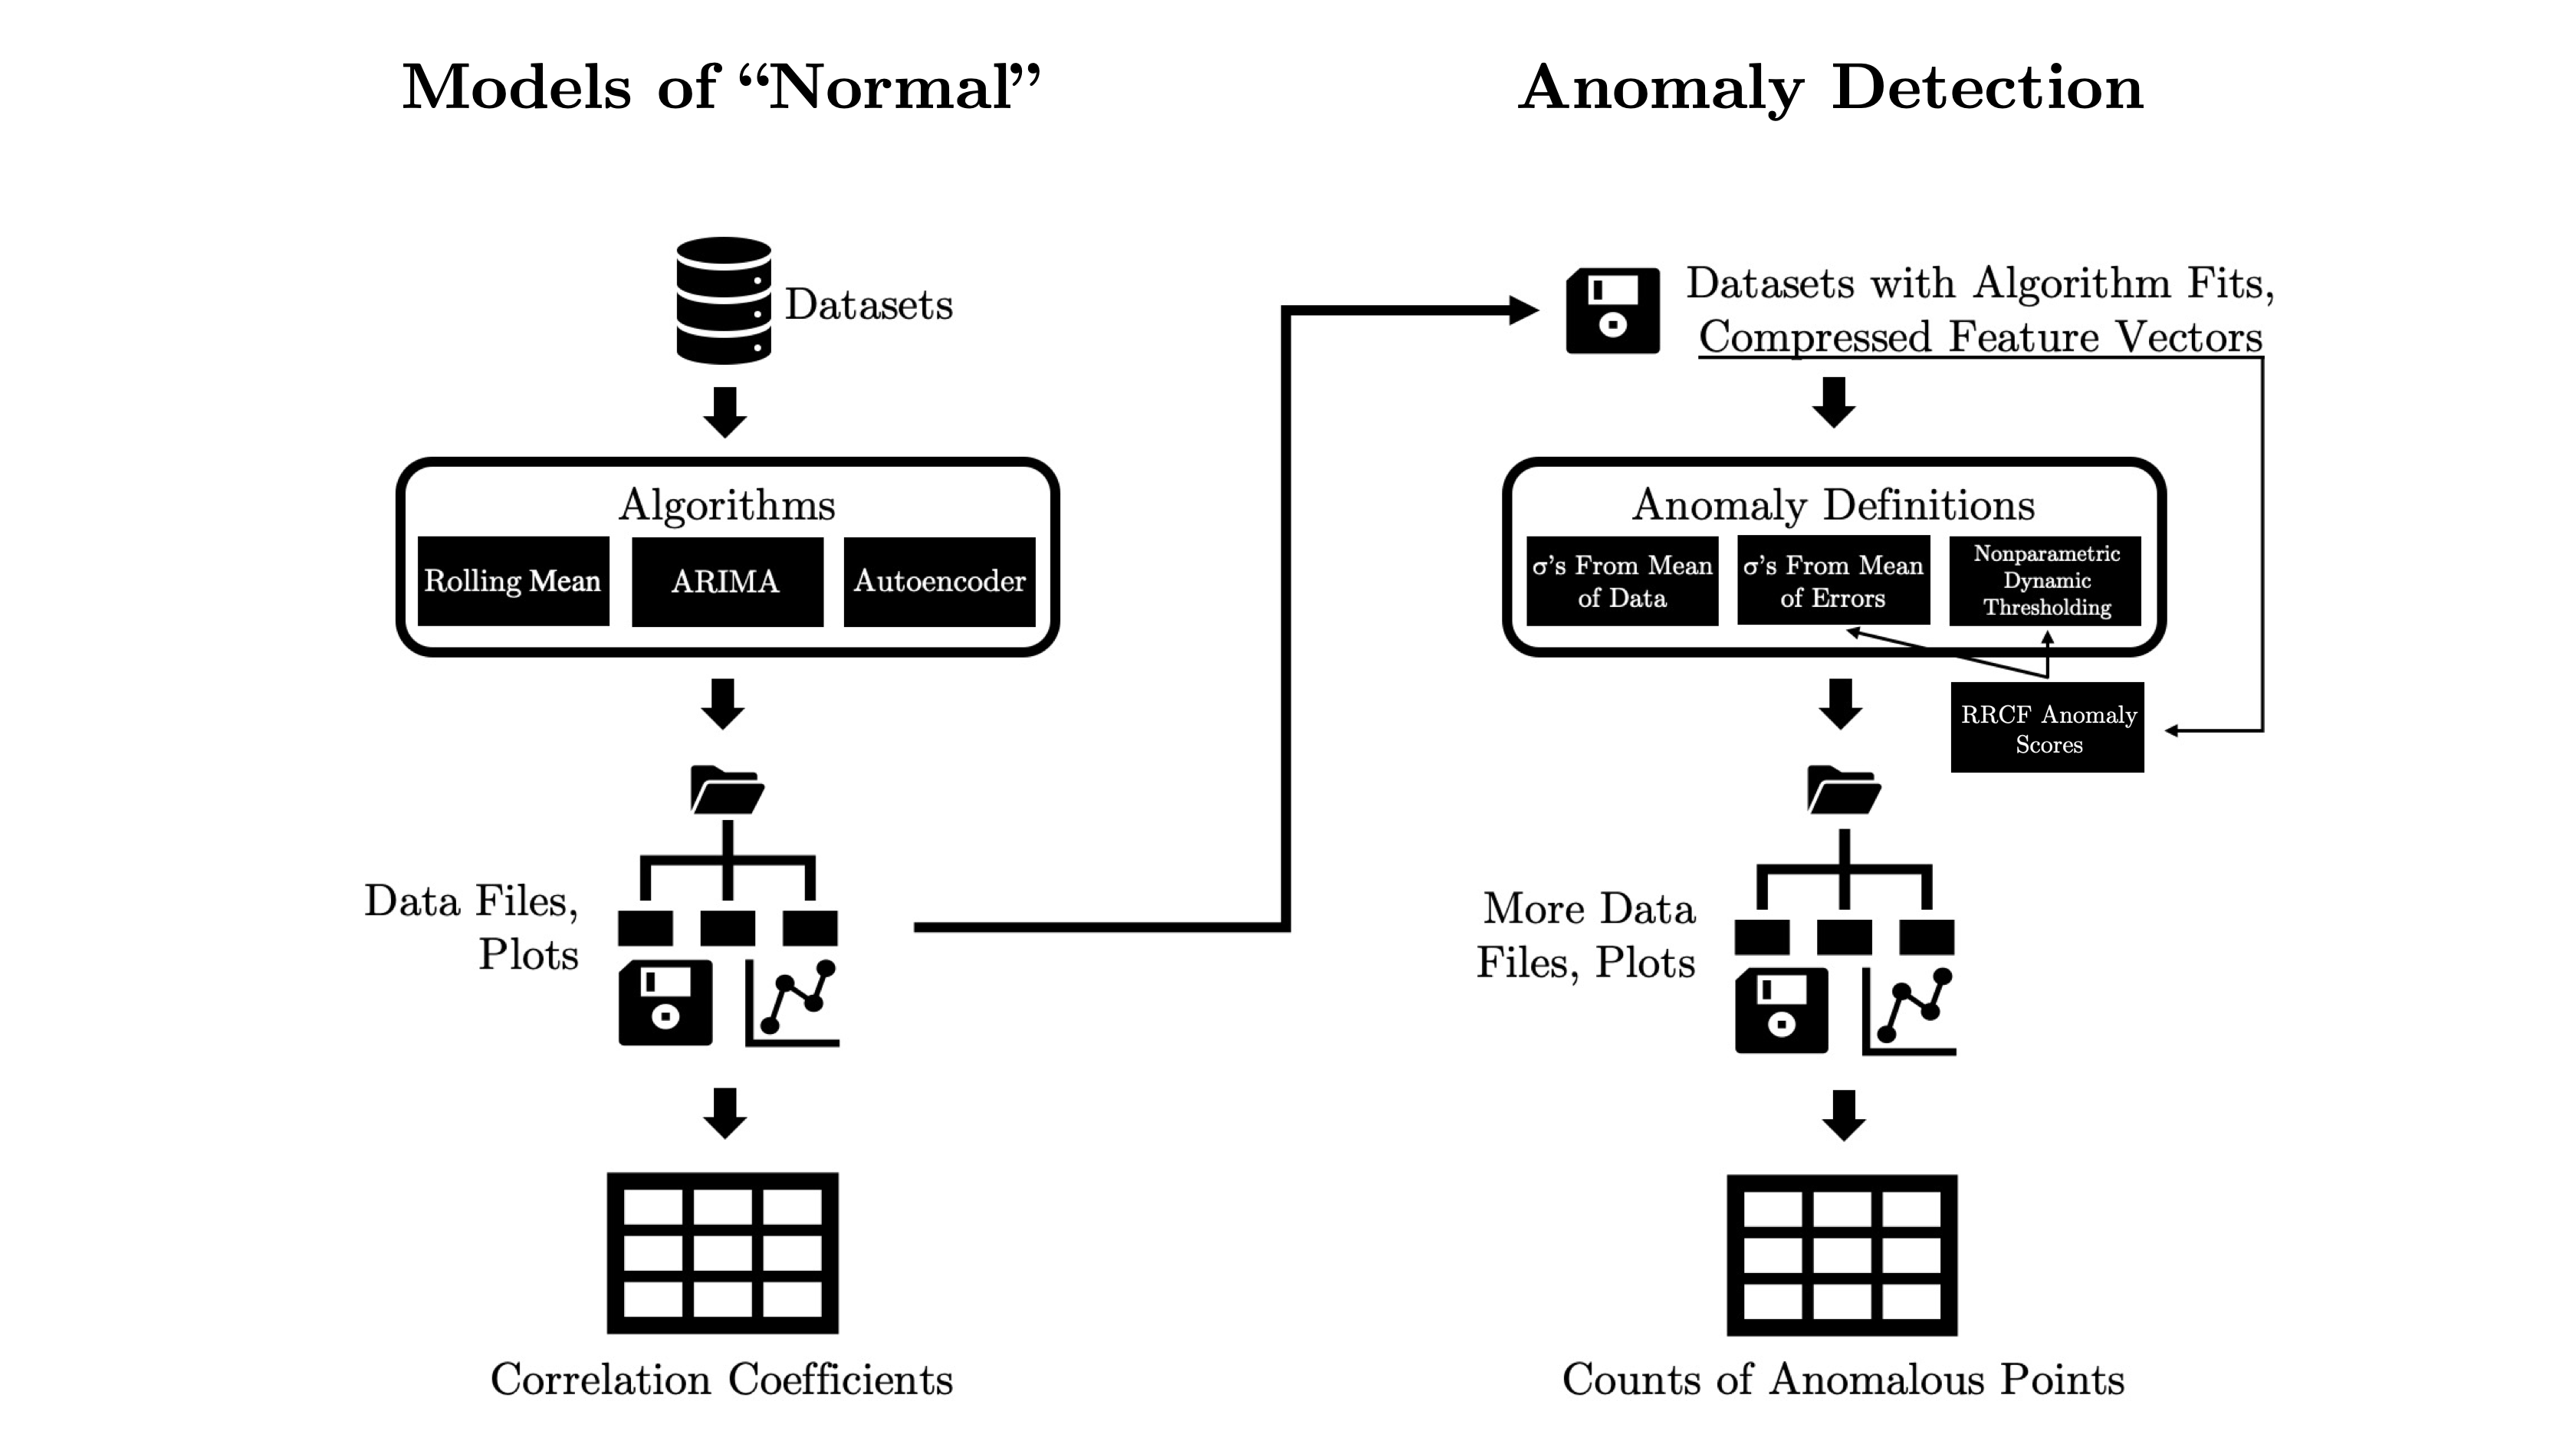 Models of “Normal”
Datasets
Algorithms
Rolling Mean
ARIMA
Autoencoder
Data Files,
Plots
Correlation Coefficients
Anomaly Detection
Datasets with Algorithm Fits,
Compressed Feature Vectors
Anomaly Definitions
σ’s From Mean
of Data
σ’s From Mean
of Errors
Nonparametric
Dynamic
Thresholding
RRCF Anomaly
Scores
More Data
Files, Plots
Counts of Anomalous Points